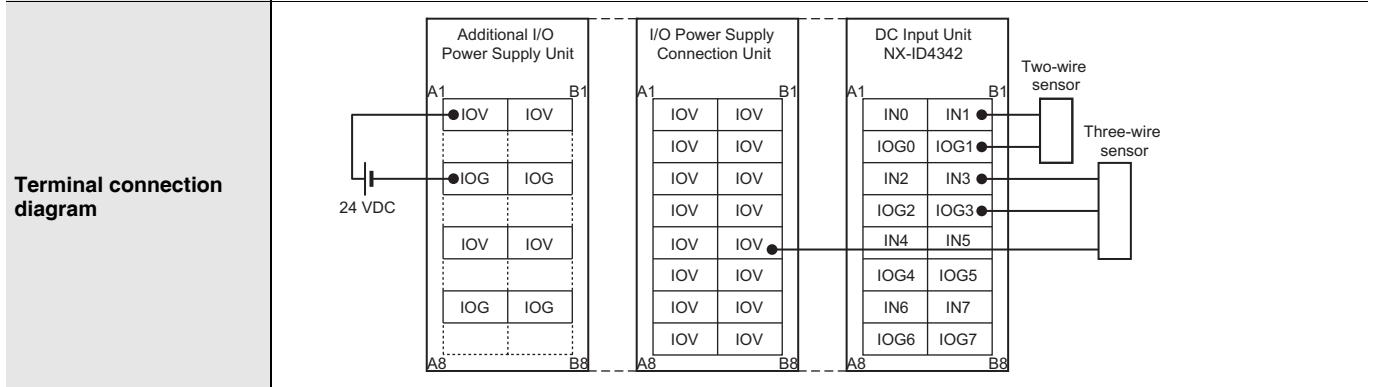 Terminal connection
diagram
Additional I/O
Power Supply Unit
A1 B1
IOV IOV
IOG IOG
IOV IOV
IOG IOG
A8 B8
24 VDC
I/O Power Supply
Connection Unit
A1 B1
IOV IOV
IOV IOV
IOV IOV
IOV IOV
IOV IOV
IOV IOV
IOV IOV
IOV IOV
A8 B8
DC Input Unit
NX-ID4342
A1 B1
IN0 IN1
IOG0 IOG1
IN2 IN3
IOG2 IOG3
IN4 IN5
IOG4 IOG5
IN6 IN7
IOG6 IOG7
A8 B8
Two-wire
sensor
Three-wire
sensor